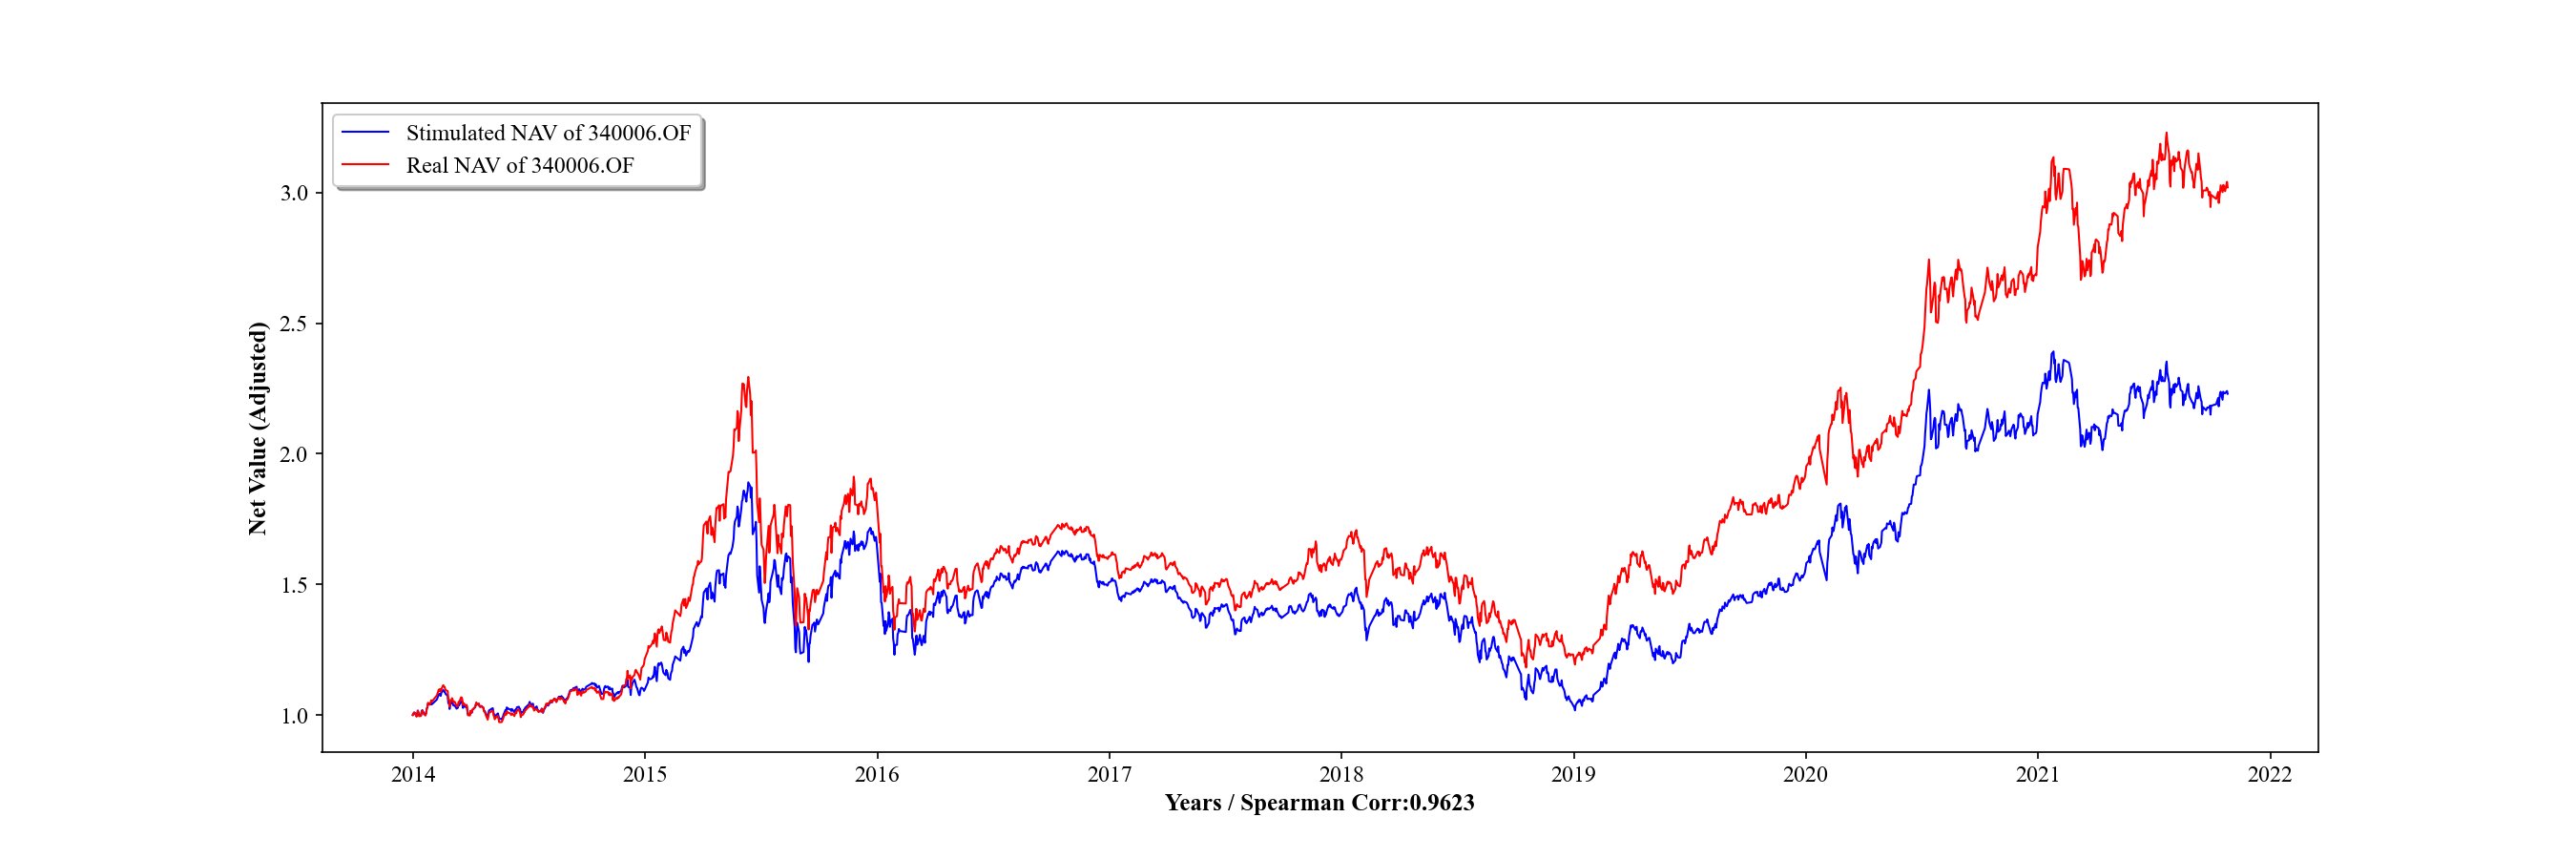 Stimulated NAV of 340006.OF
Real NAV of 340006.OF
3.0
2.5
2.0
1.5
1.0
Net Value (Adjusted)
2014 2015 2016 2017 2018 2019 2020 2021 2022
Years / Spearman Corr:0.9623